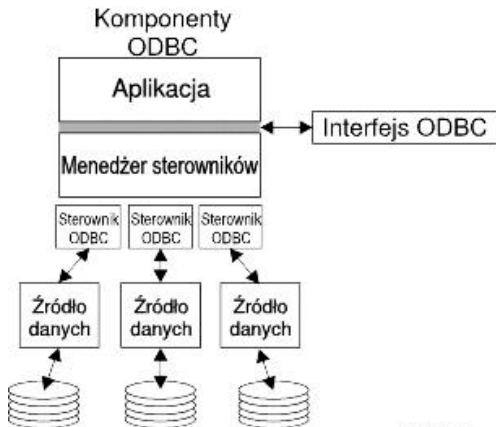 Komponenty
ODBC
Aplikacja
Interfejs ODBC
Menedżer sterowników
Sterownik
ODBC
Sterownik
ODBC
Sterownik
ODBC
Źródło
danych
Źródło
danych
Źródło
danych